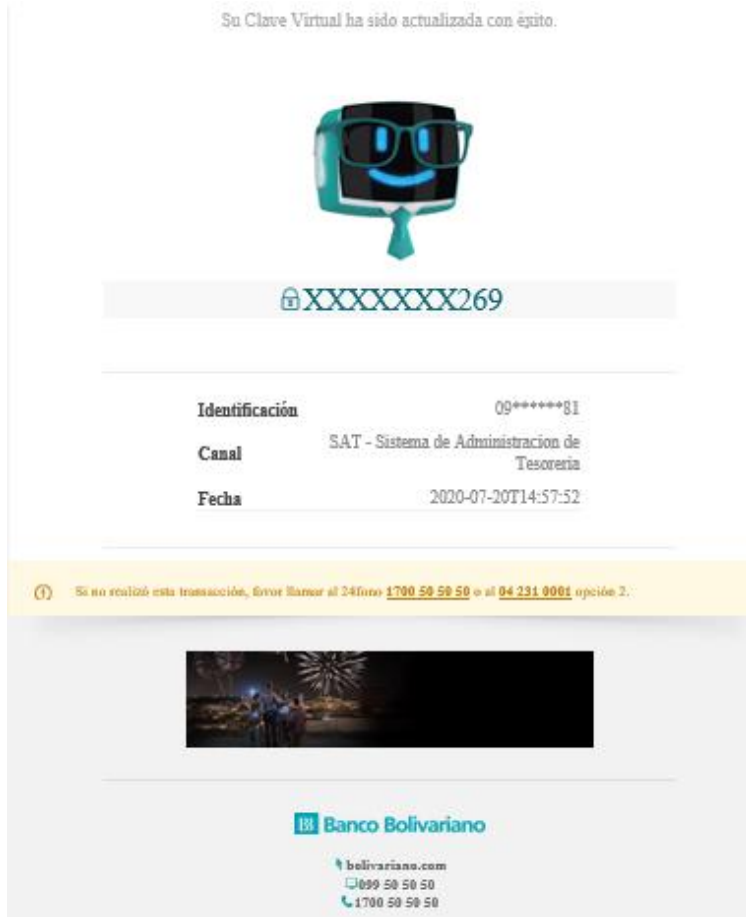 Su Clave Virtual ha sido actualizada con éxito.
XXXXXXX269
Identificación 09******81
Canal SAT - Sistema de Administracion de
Tesoreria
Fecha 2020-07-20T14:57:52
Si no realizó esta transacción, favor llamar al 24fono 1700 50 50 50 o al 04 231 0001 opción 2.
B Banco Bolivariano
bolivariano.com
099 50 50 50
1700 50 50 50